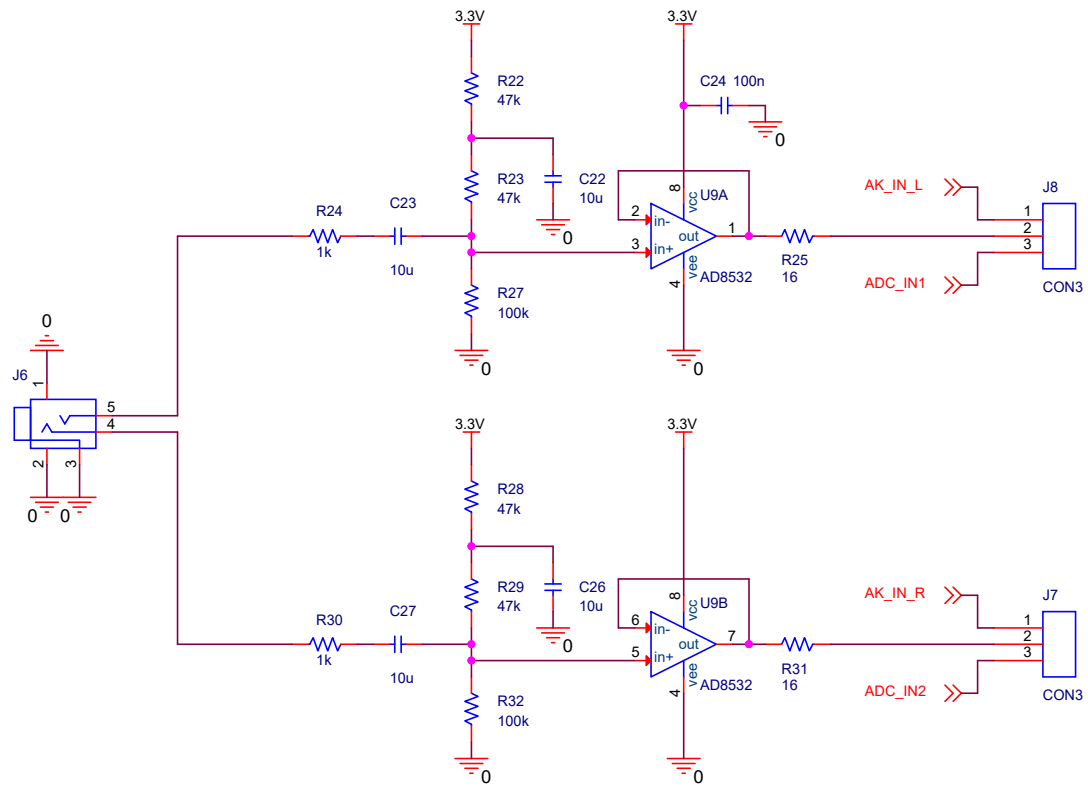 3.3V
3.3V
R22
47k
C24 100n
0
R23
47k
C22
10u
0
8
vcc
U9A
AK_IN_L
J8
R24
1k
C23
10u
2
in-
out
1
3
in+
vee
4
AD8532
R25
16
1
2
3
ADC_IN1
CON3
R27
100k
0
0
0
J6
1
5
4
2
3
0
0
3.3V
3.3V
R28
47k
R29
47k
C26
10u
0
8
vcc
U9B
AK_IN_R
J7
R30
1k
C27
10u
6
in-
out
7
5
in+
vee
4
AD8532
R31
16
1
2
3
ADC_IN2
CON3
R32
100k
0
0